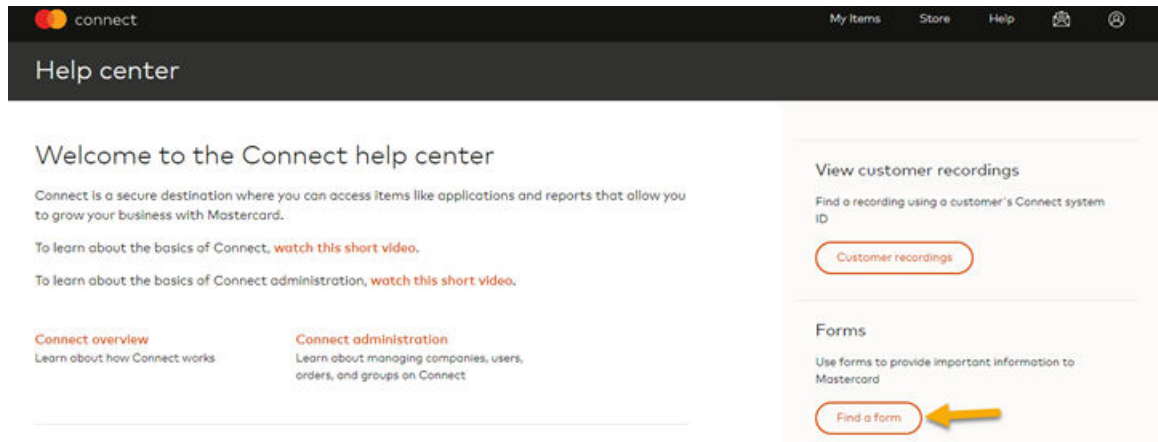 connect
My Items
Store
Help
Help center
Welcome to the Connect help center
Connect is a secure destination where you can access items like applications and reports that allow you
to grow your business with Mastercard.
To learn about the basics of Connect, watch this short video.
To learn about the basics of Connect administration, watch this short video.
Connect overview
Learn about how Connect works
Connect administration
Learn about managing companies, users,
orders, and groups on Connect
View customer recordings
Find a recording using a customer's Connect system
ID
Customer recordings
Forms
Use forms to provide important information to
Mastercard
Find a form